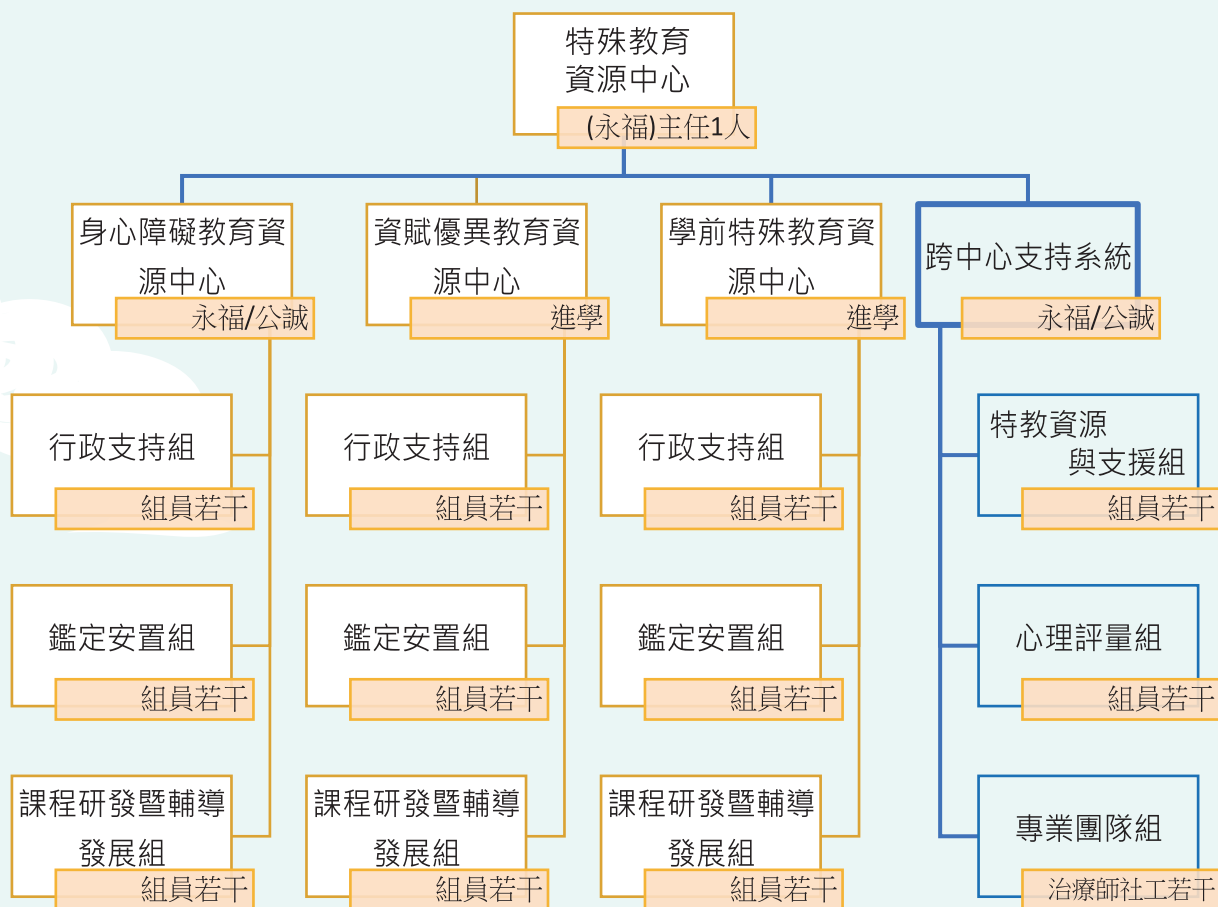 特殊教育
資源中心
(永福)主任1人
身心障礙教育資
源中心
永福/公誠
資賦優異教育資
源中心
進學
學前特殊教育資
源中心
進學
跨中心支持系統
永福/公誠
行政支持組
組員若干
行政支持組
組員若干
行政支持組
組員若干
特教資源
與支援組
組員若干
鑑定安置組
組員若干
鑑定安置組
組員若干
鑑定安置組
組員若干
心理評量組
組員若干
課程研發暨輔導
發展組
組員若干
課程研發暨輔導
發展組
組員若干
課程研發暨輔導
發展組
組員若干
專業團隊組
治療師社工若干